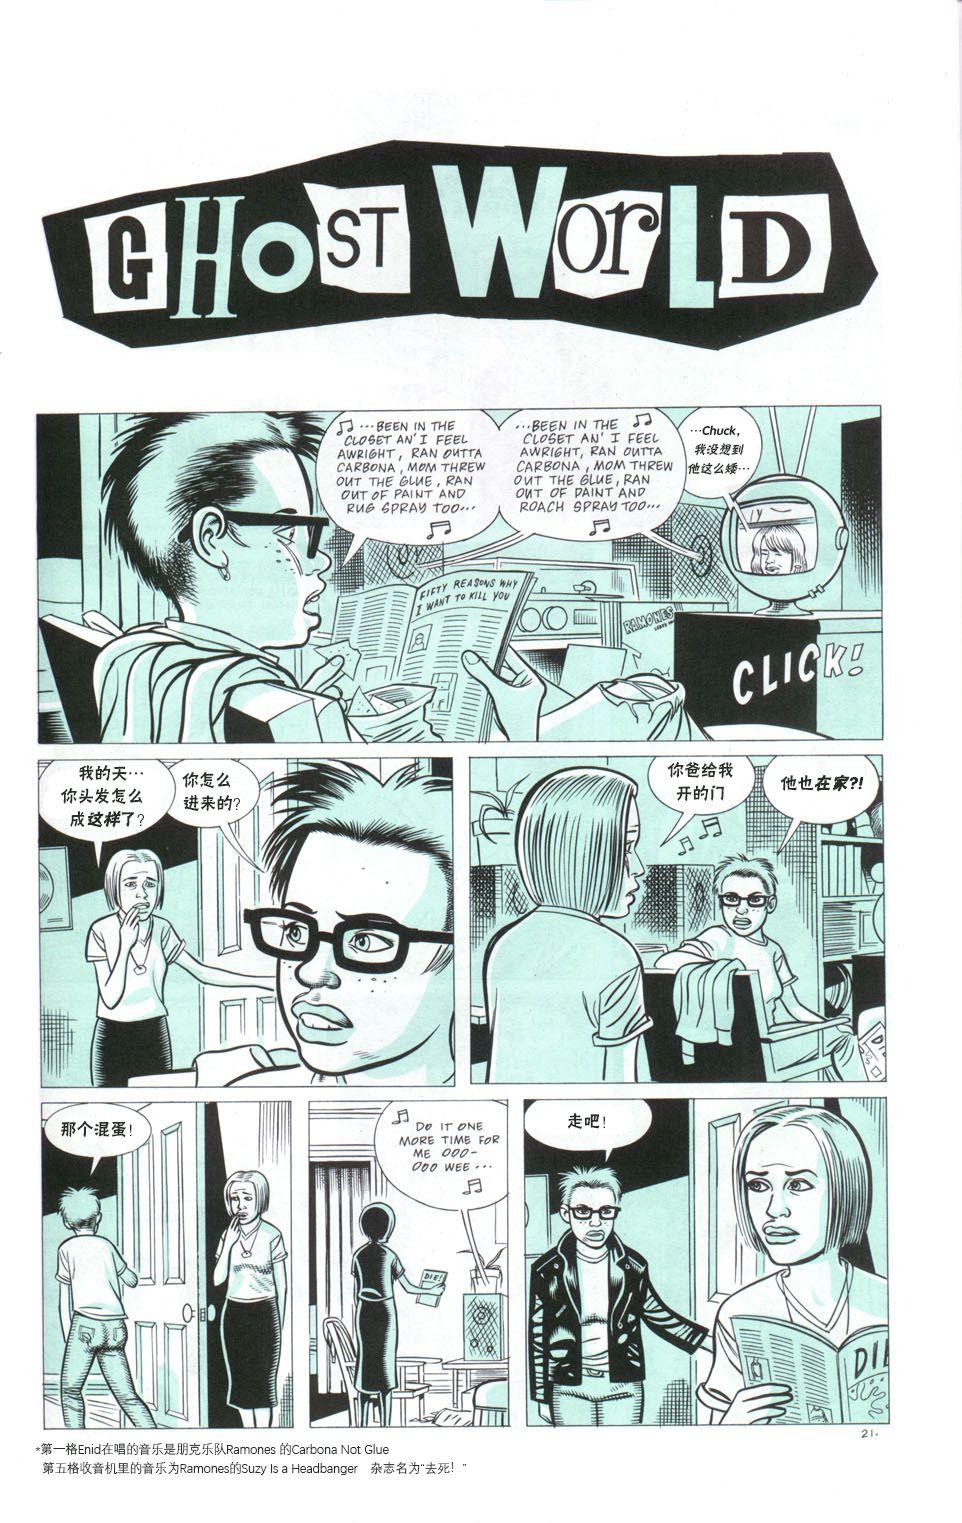 GHOST WORLD
...BEEN IN THE
CLOSET AN' I FEEL
AWRIGHT, RAN OUTTA
CARBONA, MOM THREW
OUT THE GLUE, RAN
OUT OF PAINT AND
RUG SPRAY TOO...
...BEEN IN THE
CLOSET AN' I FEEL
AWRIGHT, RAN OUTTA
CARBONA, MOM THREW
OUT THE GLUE, RAN
OUT OF PAINT AND
ROACH SPRAY TOO...
…Chuck,
我没想到
他这么矮…
FIFTY REASONS WHY
I WANT TO KILL YOU
RAMONES
CLICK!
我的天…
你头发怎么
成这样了？
你怎么
进来的？
你爸给我
开的门
他也在家?!
那个混蛋！
DO IT ONE
MORE TIME FOR
ME OOO-
OOO WEE...
DIE!
走吧！
DIE
21.
*第一格Enid在唱的音乐是朋克乐队Ramones 的Carbona Not Glue
第五格收音机里的音乐为Ramones的Suzy Is a Headbanger 杂志名为“去死！”